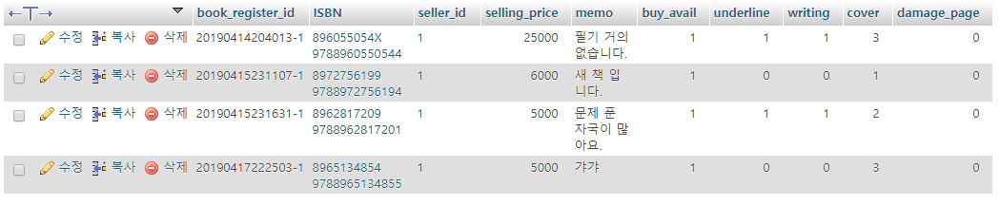 ←T→ book_register_id ISBN seller_id selling_price memo buy_avail underline writing cover damage_page
수정 복사 삭제 20190414204013-1 896055054X 1 25000 필기 거의 1 1 1 3 0
9788960550544 없습니다.
수정 복사 삭제 20190415231107-1 8972756199 1 6000 새 책 입 1 0 0 1 0
9788972756194 니다.
수정 복사 삭제 20190415231631-1 8962817209 1 5000 문제 푼 1 1 1 2 0
9788962817201 자국이 많
아요.
수정 복사 삭제 20190417222503-1 8965134854 1 5000 갸갸 1 0 0 3 0
9788965134855